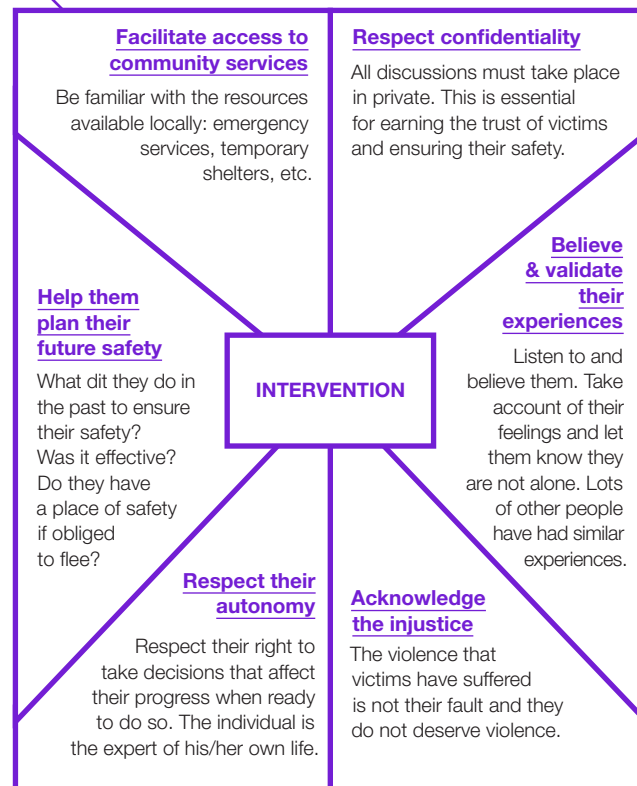 Facilitate access to
community services
Be familiar with the resources
available locally: emergency
services, temporary
shelters, etc.
Respect confidentiality
All discussions must take place
in private. This is essential
for earning the trust of victims
and ensuring their safety.
Help them
plan their
future safety
What dit they do in
the past to ensure
their safety?
Was it effective?
Do they have
a place of safety
if obliged
to flee?
INTERVENTION
Believe
& validate
their
experiences
Listen to and
believe them. Take
account of their
feelings and let
them know they
are not alone. Lots
of other people
have had similar
experiences.
Respect their
autonomy
Respect their right to
take decisions that affect
their progress when ready
to do so. The individual is
the expert of his/her own life.
Acknowledge
the injustice
The violence that
victims have suffered
is not their fault and they
do not deserve violence.